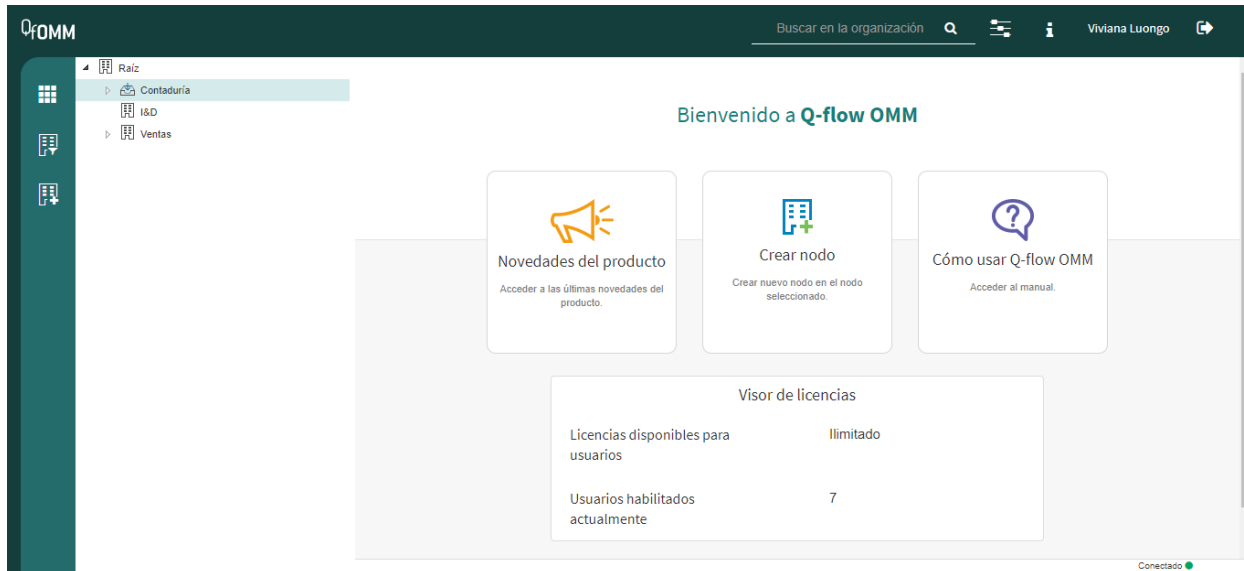 QfOMM
Buscar en la organización
Viviana Luongo
Raíz
Contaduría
I&D
Ventas
Bienvenido a Q-flow OMM
Novedades del producto
Acceder a las últimas novedades del
producto.
Crear nodo
Crear nuevo nodo en el nodo
seleccionado.
Cómo usar Q-flow OMM
Acceder al manual.
Visor de licencias
Licencias disponibles para
usuarios
Ilimitado
Usuarios habilitados
actualmente
7
Conectado